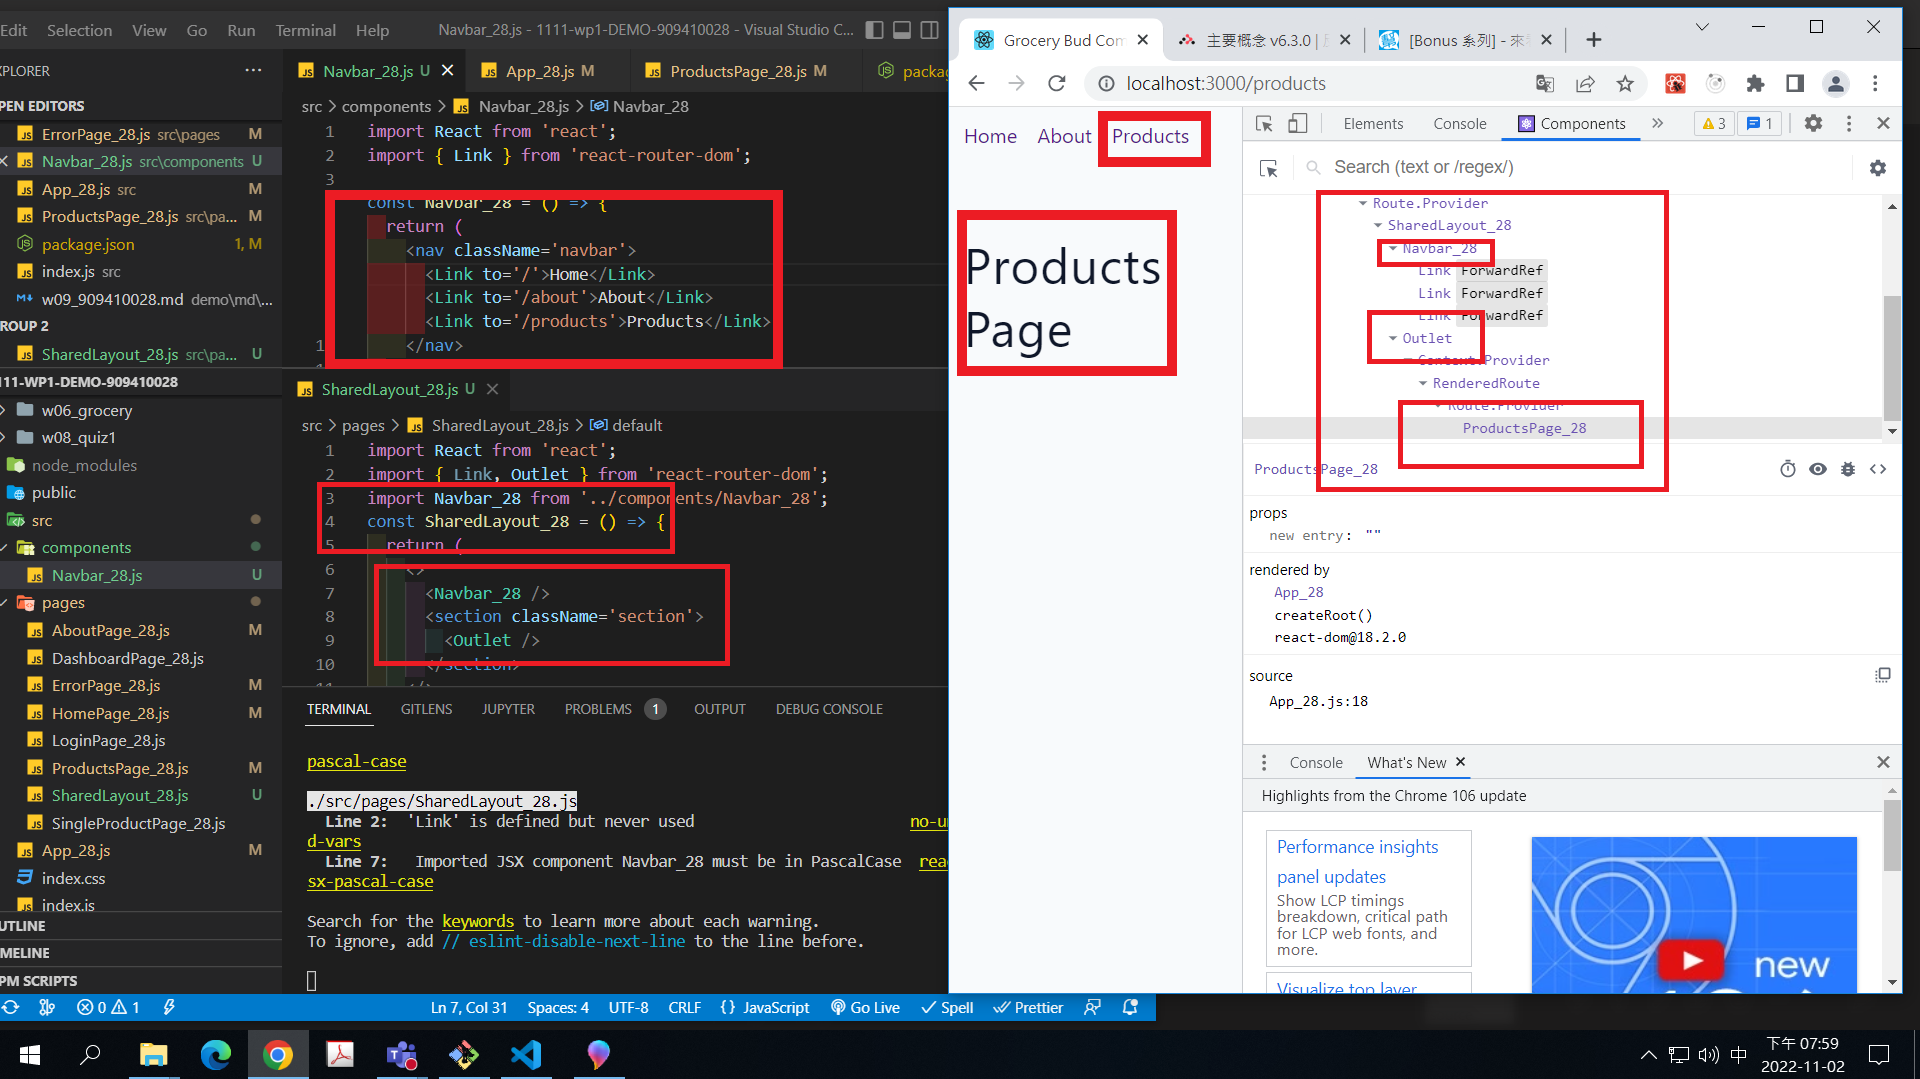 Edit Selection View Go Run Terminal Help Navbar_28.js - 1111-wp1-DEMO-909410028 - Visual Studio C...
XPLORER ···
PEN EDITORS
ErrorPage_28.js src\pages M
Navbar_28.js src\components U
App_28.js src M
ProductsPage_28.js src\pa... M
package.json 1, M
index.js src
w09_909410028.md demo\md\...
ROUP 2
SharedLayout_28.js src\pa... U
111-WP1-DEMO-909410028
w06_grocery
w08_quiz1
node_modules
public
src
components
Navbar_28.js U
pages
AboutPage_28.js M
DashboardPage_28.js
ErrorPage_28.js M
HomePage_28.js M
LoginPage_28.js
ProductsPage_28.js M
SharedLayout_28.js U
SingleProductPage_28.js
App_28.js M
index.css
index.js
UTLINE
IMELINE
PM SCRIPTS
Navbar_28.js U App_28.js M ProductsPage_28.js M packag
src > components > Navbar_28.js > Navbar_28
1 import React from 'react';
2 import { Link } from 'react-router-dom';
3
const Navbar_28 = () => {
return (
<nav className='navbar'>
<Link to='/'>Home</Link>
<Link to='/about'>About</Link>
<Link to='/products'>Products</Link>
1 </nav>
SharedLayout_28.js U
src > pages > SharedLayout_28.js > default
1 import React from 'react';
2 import { Link, Outlet } from 'react-router-dom';
3 import Navbar_28 from '../components/Navbar_28';
4 const SharedLayout_28 = () => {
5 return (
6 <>
7 <Navbar_28 />
8 <section className='section'>
9 <Outlet />
10 </section>
TERMINAL GITLENS JUPYTER PROBLEMS 1 OUTPUT DEBUG CONSOLE
pascal-case
./src/pages/SharedLayout_28.js
Line 2: 'Link' is defined but never used no-u
d-vars
Line 7: Imported JSX component Navbar_28 must be in PascalCase rea
sx-pascal-case
Search for the keywords to learn more about each warning.
To ignore, add // eslint-disable-next-line to the line before.
0 1 Ln 7, Col 31 Spaces: 4 UTF-8 CRLF {} JavaScript Go Live Spell Prettier
Grocery Bud Com 主要概念 v6.3.0 | [Bonus 系列] - 來
localhost:3000/products
Home About Products
Products
Page
Elements Console Components » 3 1
Search (text or /regex/)
Route.Provider
SharedLayout_28
Navbar_28
Link ForwardRef
Link ForwardRef
Link ForwardRef
Outlet
Context.Provider
RenderedRoute
Route.Provider
ProductsPage_28
ProductsPage_28
props
new entry: ""
rendered by
App_28
createRoot()
react-dom@18.2.0
source
App_28.js:18
Console What's New
Highlights from the Chrome 106 update
Performance insights
panel updates
Show LCP timings
breakdown, critical path
for LCP web fonts, and
more.
Visualize top layer
new
中 下午 07:59
2022-11-02